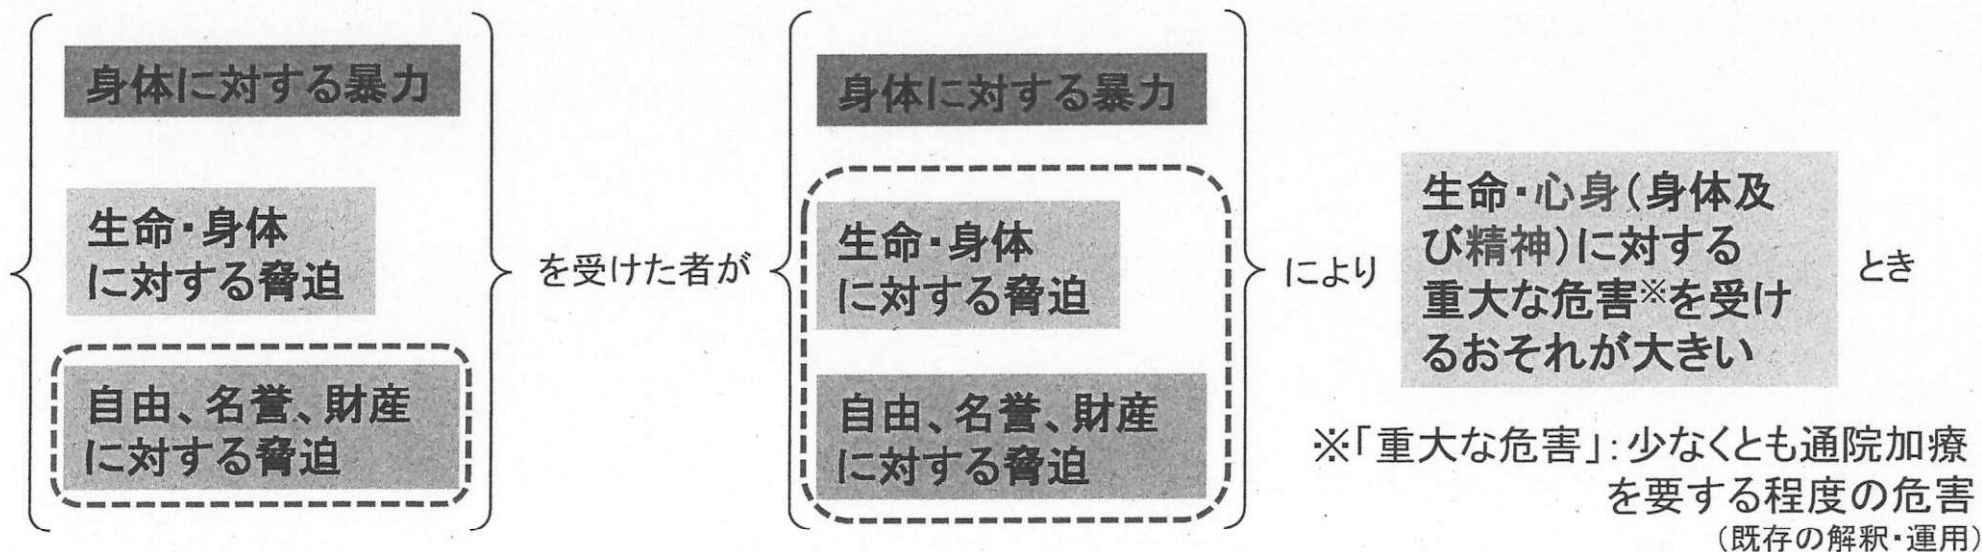 身体に対する暴力
生命・身体
に対する脅迫
自由、名誉、財産
に対する脅迫
を受けた者が
身体に対する暴力
生命・身体
に対する脅迫
自由、名誉、財産
に対する脅迫
により
生命・心身（身体及
び精神）に対する
重大な危害※を受け
るおそれが大きい
とき
※「重大な危害」：少なくとも通院加療
を要する程度の危害
（既存の解釈・運用）